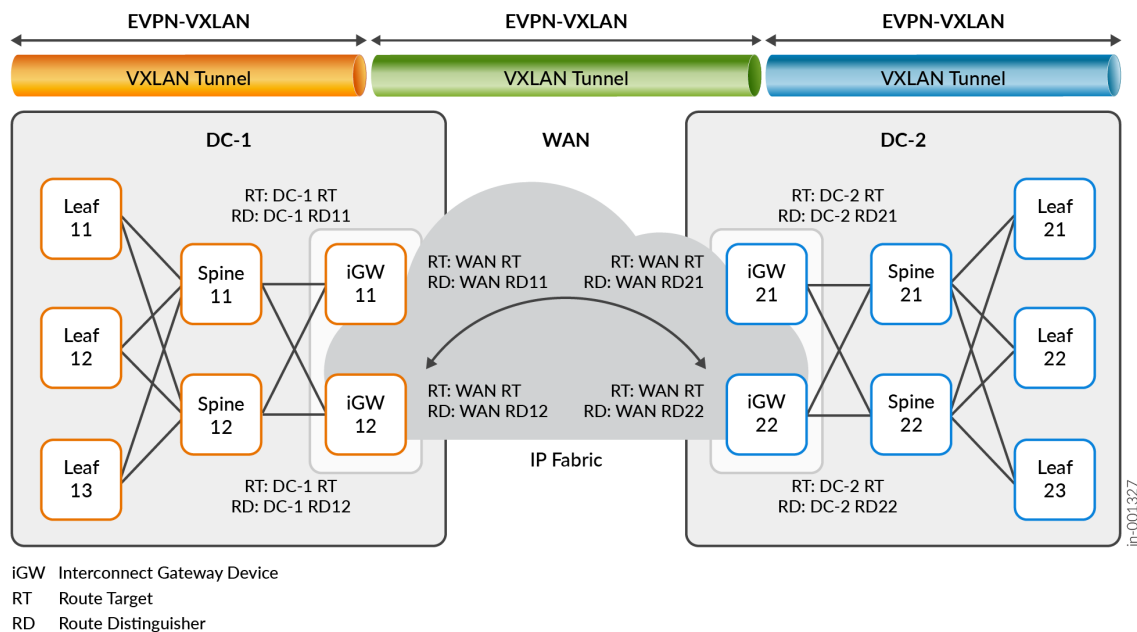 EVPN-VXLAN
EVPN-VXLAN
EVPN-VXLAN
VXLAN Tunnel
VXLAN Tunnel
VXLAN Tunnel
DC-1
WAN
DC-2
RT: DC-1 RT
RD: DC-1 RD11
RT: DC-2 RT
RD: DC-2 RD21
Leaf
11
Leaf
12
Leaf
13
Spine
11
Spine
12
iGW
11
iGW
12
RT: WAN RT
RD: WAN RD11
RT: WAN RT
RD: WAN RD21
RT: WAN RT
RD: WAN RD12
RT: WAN RT
RD: WAN RD22
IP Fabric
iGW
21
iGW
22
Spine
21
Spine
22
Leaf
21
Leaf
22
Leaf
23
RT: DC-1 RT
RD: DC-1 RD12
RT: DC-2 RT
RD: DC-2 RD22
jn-001327
iGW Interconnect Gateway Device
RT Route Target
RD Route Distinguisher